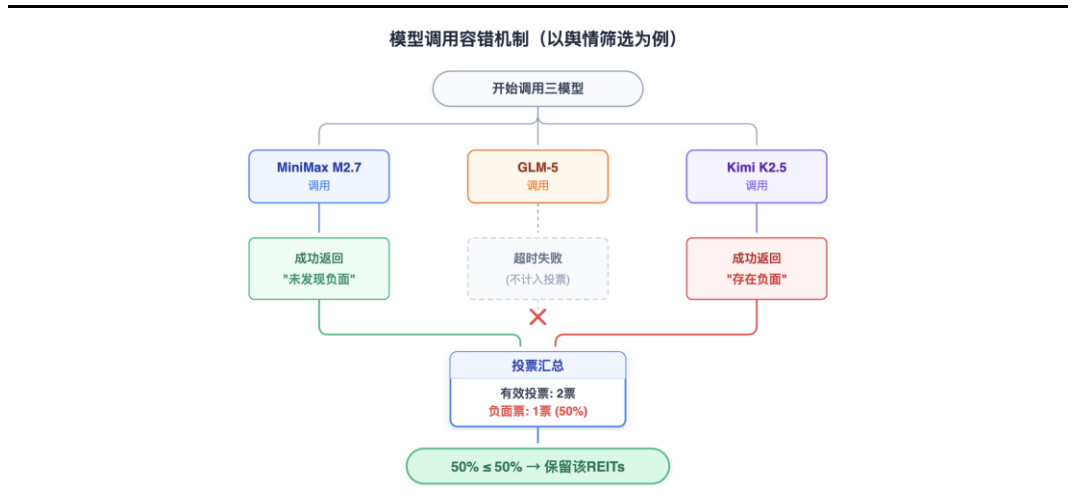 模型调用容错机制（以舆情筛选为例）
开始调用三模型
MiniMax M2.7
调用
GLM-5
调用
Kimi K2.5
调用
成功返回
"未发现负面"
超时失败
(不计入投票)
成功返回
"存在负面"
投票汇总
有效投票: 2票
负面票: 1票 (50%)
50% ≤ 50% → 保留该REITs